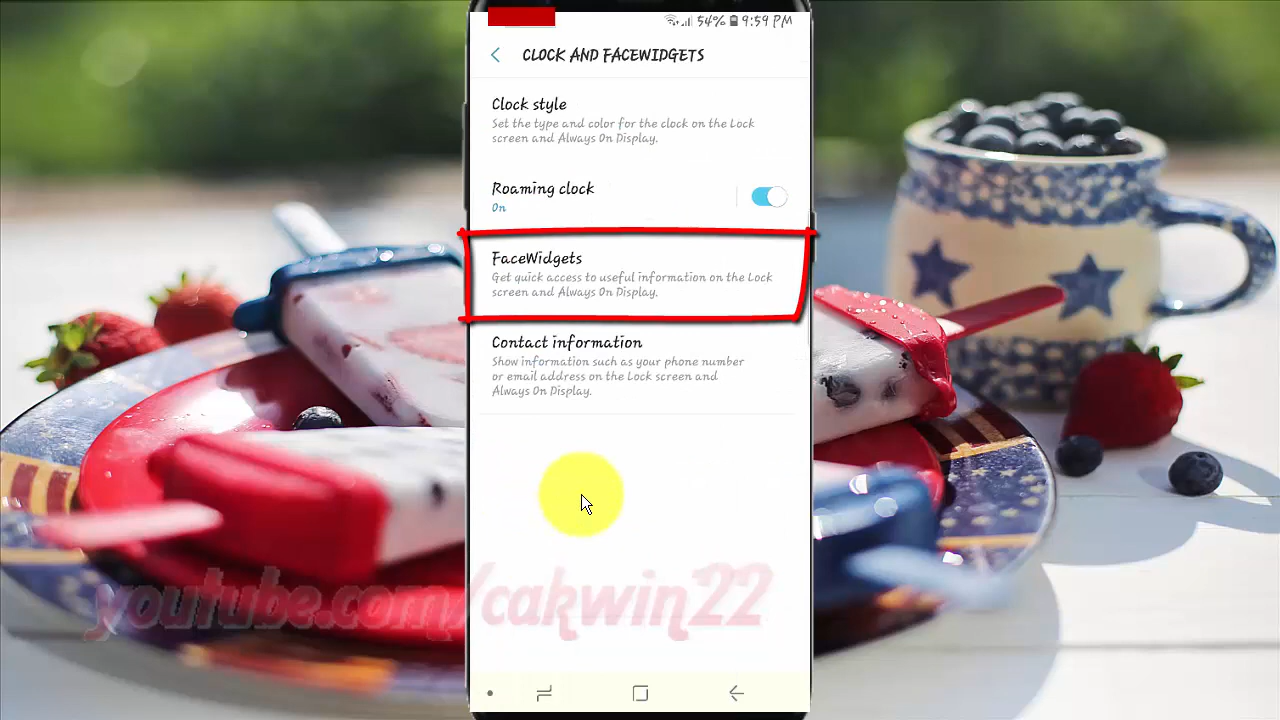 54% 9:59 PM
CLOCK AND FACEWIDGETS
Clock style
Set the type and color for the clock on the Lock
screen and Always On Display.
Roaming clock
On
FaceWidgets
Get quick access to useful information on the Lock
screen and Always On Display.
Contact information
Show information such as your phone number
or email address on the Lock screen and
Always On Display.
youtube.com/cakwin22